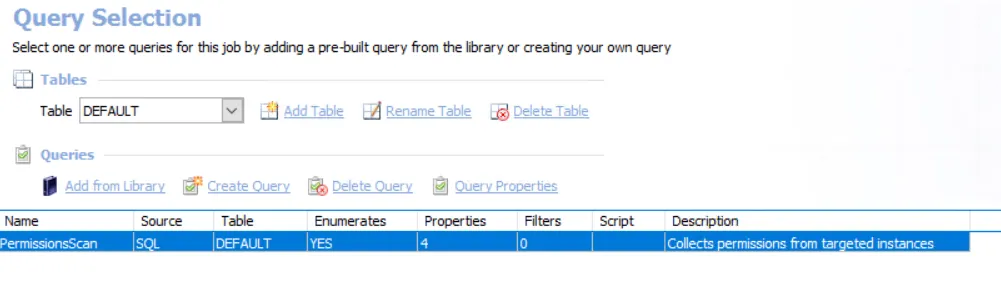 Query Selection
Select one or more queries for this job by adding a pre-built query from the library or creating your own query
Tables
Table DEFAULT Add Table Rename Table Delete Table
Queries
Add from Library Create Query Delete Query Query Properties
Name Source Table Enumerates Properties Filters Script Description
PermissionsScan SQL DEFAULT YES 4 0 Collects permissions from targeted instances